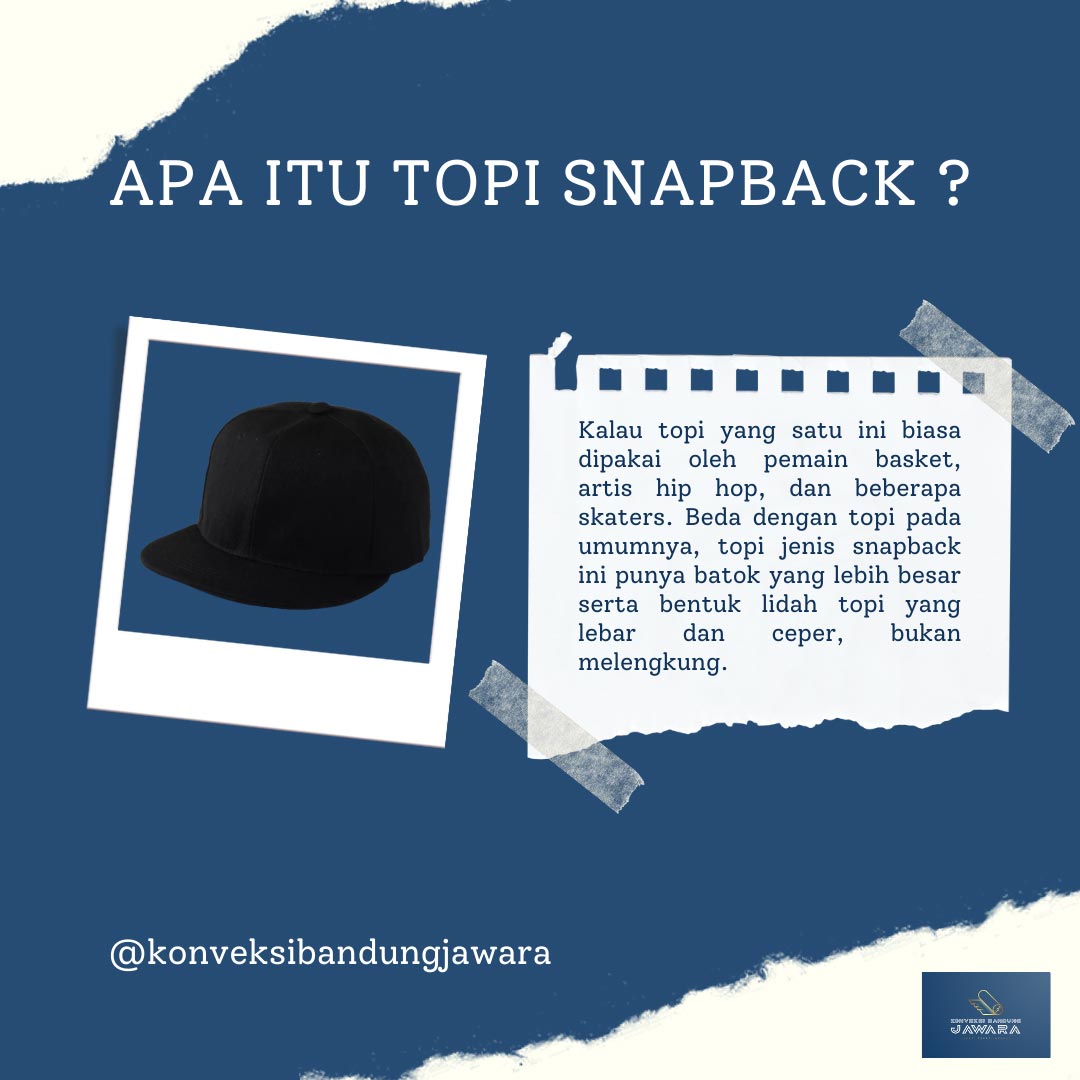 APA ITU TOPI SNAPBACK ?
Kalau topi yang satu ini biasa
dipakai oleh pemain basket,
artis hip hop, dan beberapa
skaters. Beda dengan topi pada
umumnya, topi jenis snapback
ini punya batok yang lebih besar
serta bentuk lidah topi yang
lebar dan ceper, bukan
melengkung.
@konveksibandungjawara
KONVEKSI BANDUNG
JAWARA